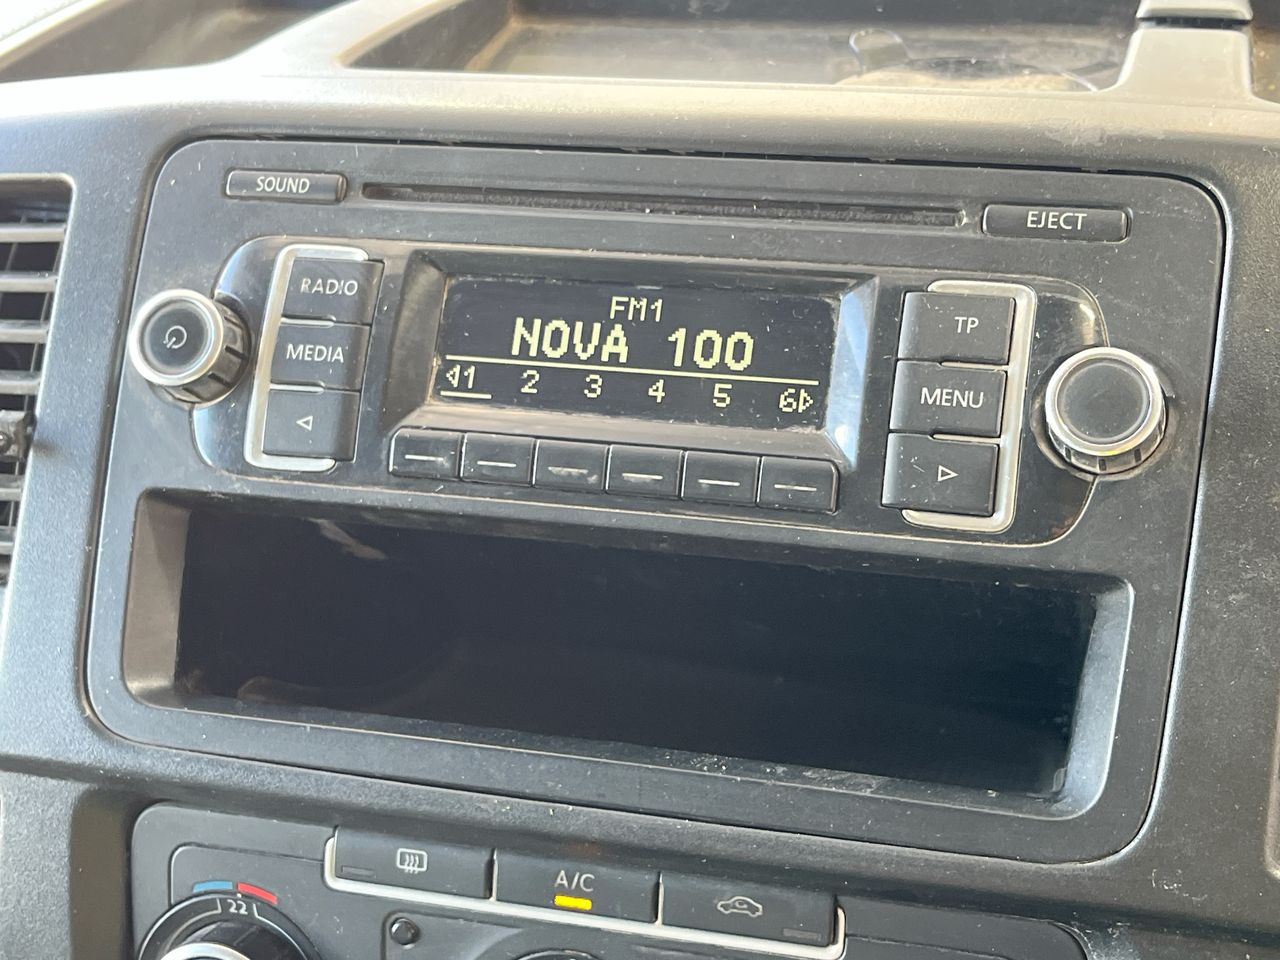 SOUND
EJECT
RADIO
MEDIA
FM1
NOVA 100
1 2 3 4 5 6
TP
MENU
A/C
22